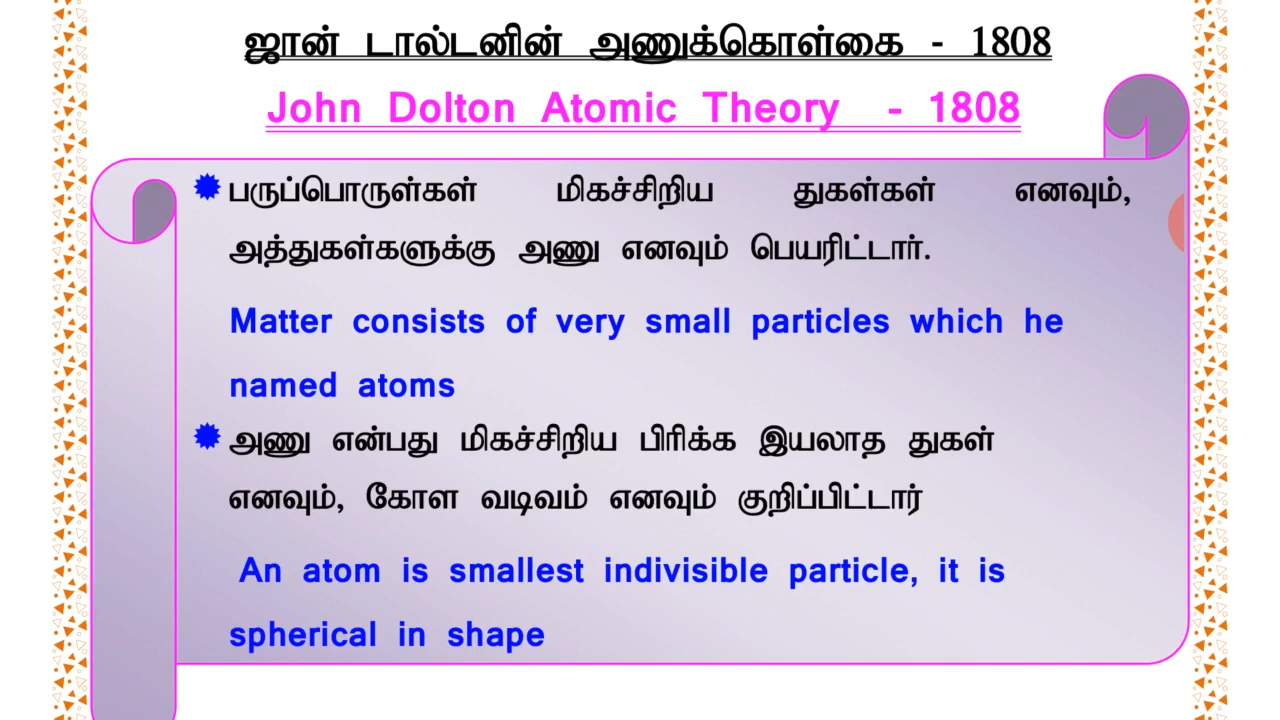 ஜான் டால்டனின் அணுக்கொள்கை - 1808
John Dolton Atomic Theory - 1808
பருப்பொருள்கள் மிகச்சிறிய துகள்கள் எனவும்,
அத்துகள்களுக்கு அணு எனவும் பெயரிட்டார்.
Matter consists of very small particles which he
named atoms
அணு என்பது மிகச்சிறிய பிரிக்க இயலாத துகள்
எனவும், கோள வடிவம் எனவும் குறிப்பிட்டார்
An atom is smallest indivisible particle, it is
spherical in shape